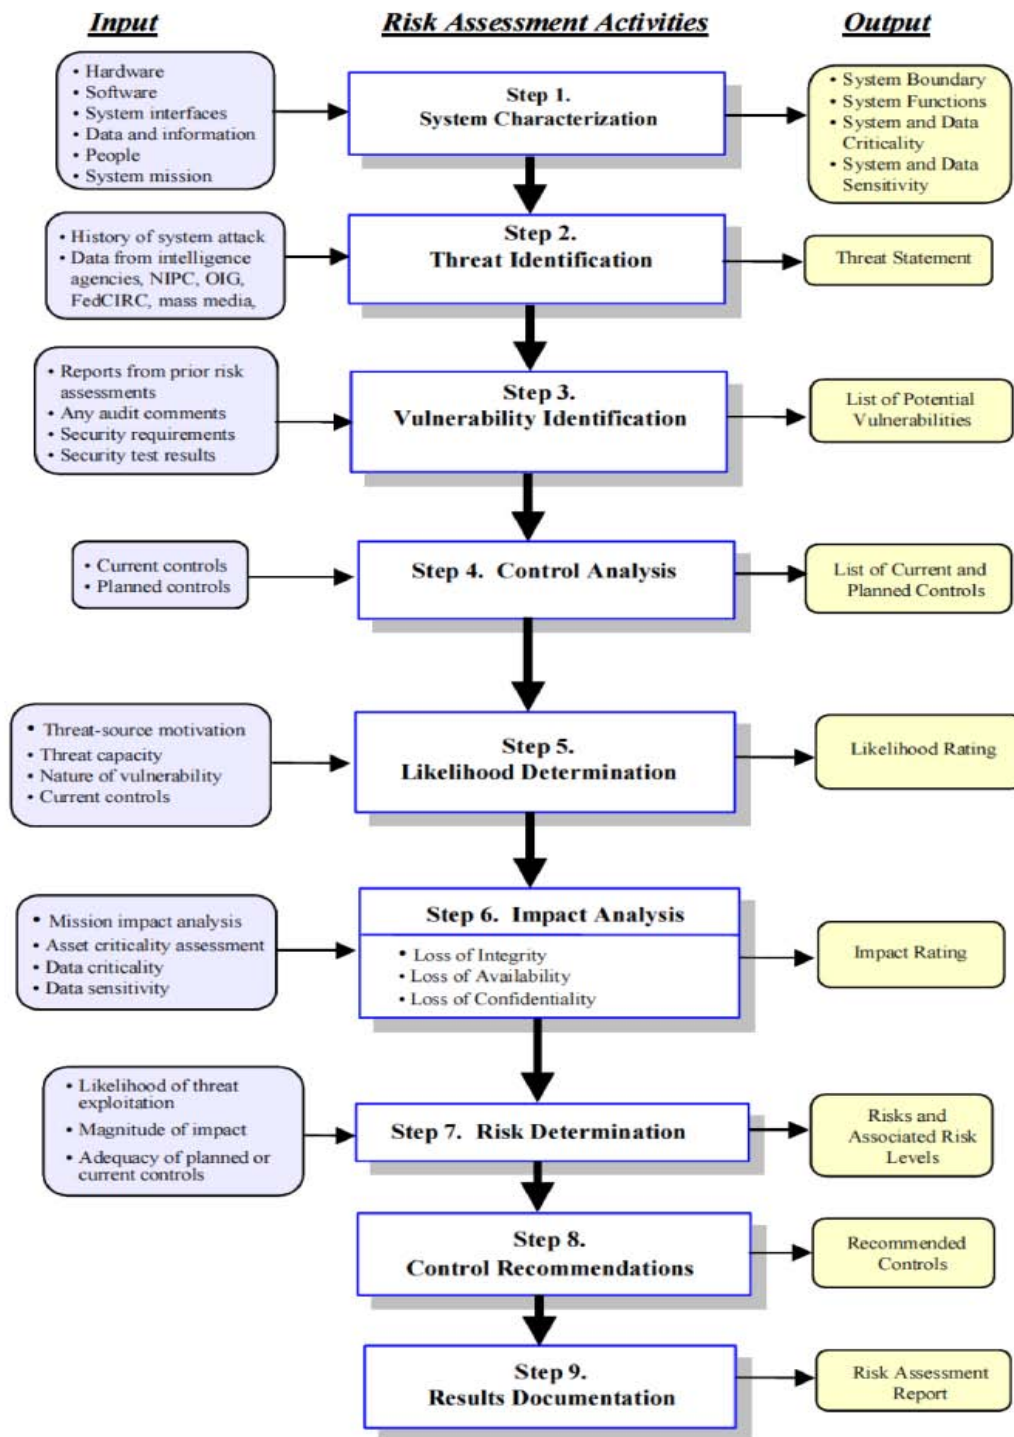 Input
Risk Assessment Activities
Output
• Hardware
• Software
• System interfaces
• Data and information
• People
• System mission
Step 1.
System Characterization
• System Boundary
• System Functions
• System and Data
Criticality
• System and Data
Sensitivity
• History of system attack
• Data from intelligence
agencies, NIPC, OIG,
FedCIRC, mass media,
Step 2.
Threat Identification
Threat Statement
• Reports from prior risk
assessments
• Any audit comments
• Security requirements
• Security test results
Step 3.
Vulnerability Identification
List of Potential
Vulnerabilities
• Current controls
• Planned controls
Step 4. Control Analysis
List of Current and
Planned Controls
• Threat-source motivation
• Threat capacity
• Nature of vulnerability
• Current controls
Step 5.
Likelihood Determination
Likelihood Rating
• Mission impact analysis
• Asset criticality assessment
• Data criticality
• Data sensitivity
Step 6. Impact Analysis
• Loss of Integrity
• Loss of Availability
• Loss of Confidentiality
Impact Rating
• Likelihood of threat
exploitation
• Magnitude of impact
• Adequacy of planned or
current controls
Step 7. Risk Determination
Risks and
Associated Risk
Levels
Step 8.
Control Recommendations
Recommended
Controls
Step 9.
Results Documentation
Risk Assessment
Report